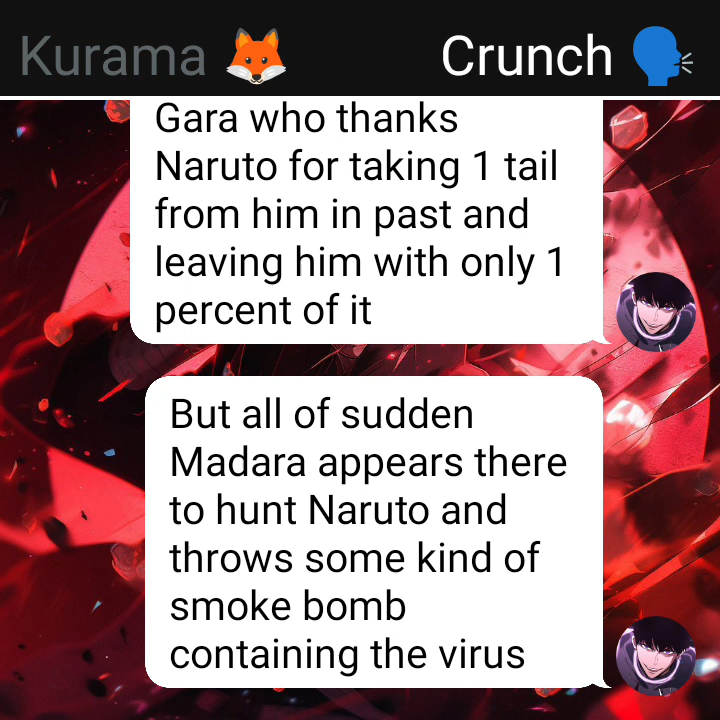 Kurama 🦊
Crunch 🗣
Gara who thanks
Naruto for taking 1 tail
from him in past and
leaving him with only 1
percent of it
But all of sudden
Madara appears there
to hunt Naruto and
throws some kind of
smoke bomb
containing the virus